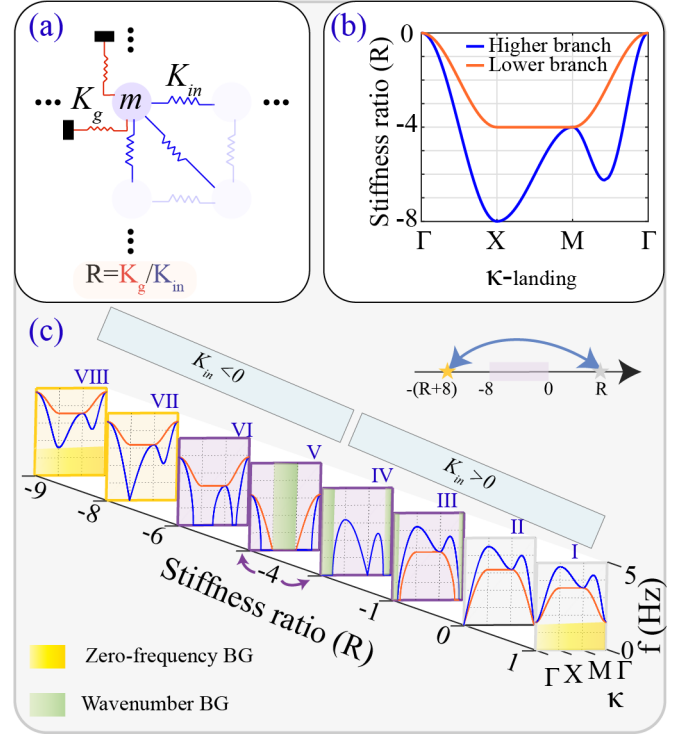 (a)
K_in
K_g
m
R=K_g/K_in
(b)
Stiffness ratio (R)
0
-4
-8
Higher branch
Lower branch
Γ X M Γ
κ-landing
(c)
K_in <0
K_in >0
-(R+8) -8 0 R
VIII
VII
VI
V
IV
III
II
I
-9
-8
-6
-4
-1
0
1
Stiffness ratio (R)
5
0
f (Hz)
Γ X M Γ
κ
Zero-frequency BG
Wavenumber BG